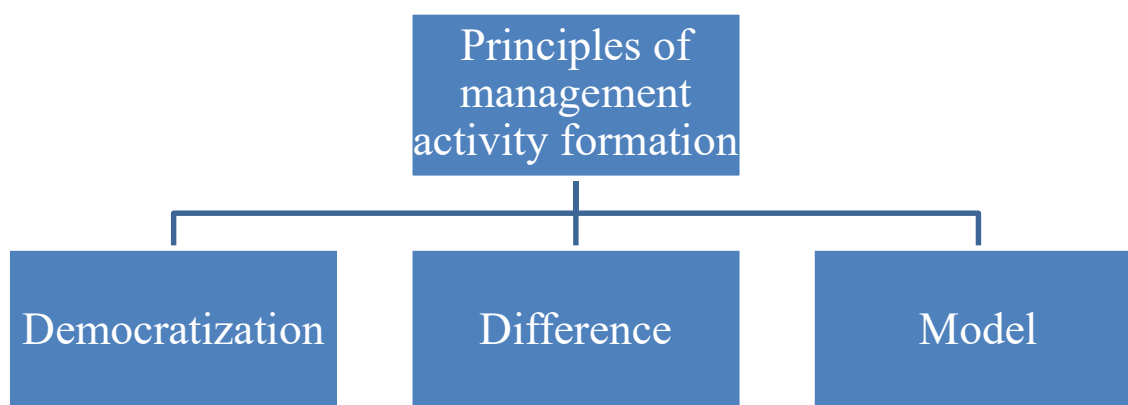 Principles of
management
activity formation
Democratization
Difference
Model